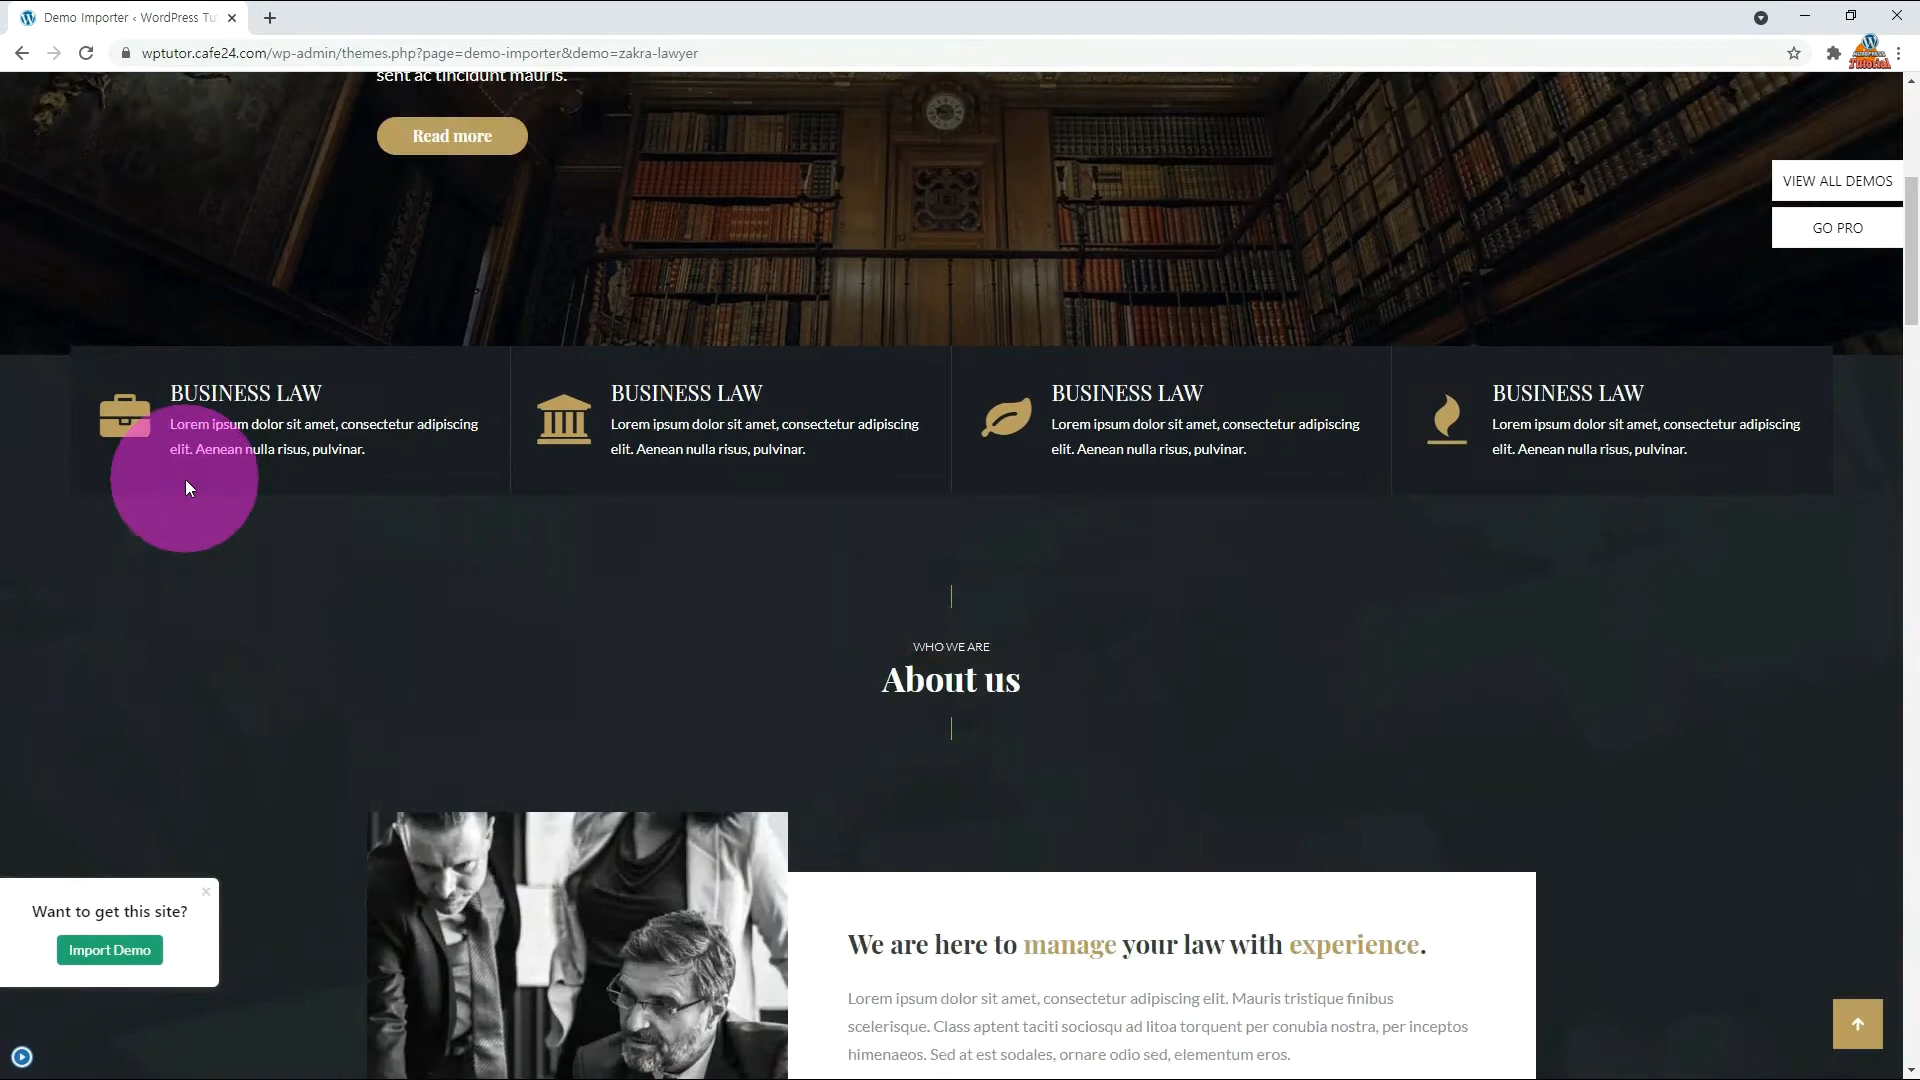 Demo Importer ‹ WordPress Tu
wptutor.cafe24.com/wp-admin/themes.php?page=demo-importer&demo=zakra-lawyer
WORDPRESS
Tutorial
sent ac tincidunt mauris.
Read more
VIEW ALL DEMOS
GO PRO
BUSINESS LAW
Lorem ipsum dolor sit amet, consectetur adipiscing
elit. Aenean nulla risus, pulvinar.
BUSINESS LAW
Lorem ipsum dolor sit amet, consectetur adipiscing
elit. Aenean nulla risus, pulvinar.
BUSINESS LAW
Lorem ipsum dolor sit amet, consectetur adipiscing
elit. Aenean nulla risus, pulvinar.
BUSINESS LAW
Lorem ipsum dolor sit amet, consectetur adipiscing
elit. Aenean nulla risus, pulvinar.
WHO WE ARE
About us
Want to get this site?
Import Demo
We are here to manage your law with experience.
Lorem ipsum dolor sit amet, consectetur adipiscing elit. Mauris tristique finibus
scelerisque. Class aptent taciti sociosqu ad litoa torquent per conubia nostra, per inceptos
himenaeos. Sed at est sodales, ornare odio sed, elementum eros.